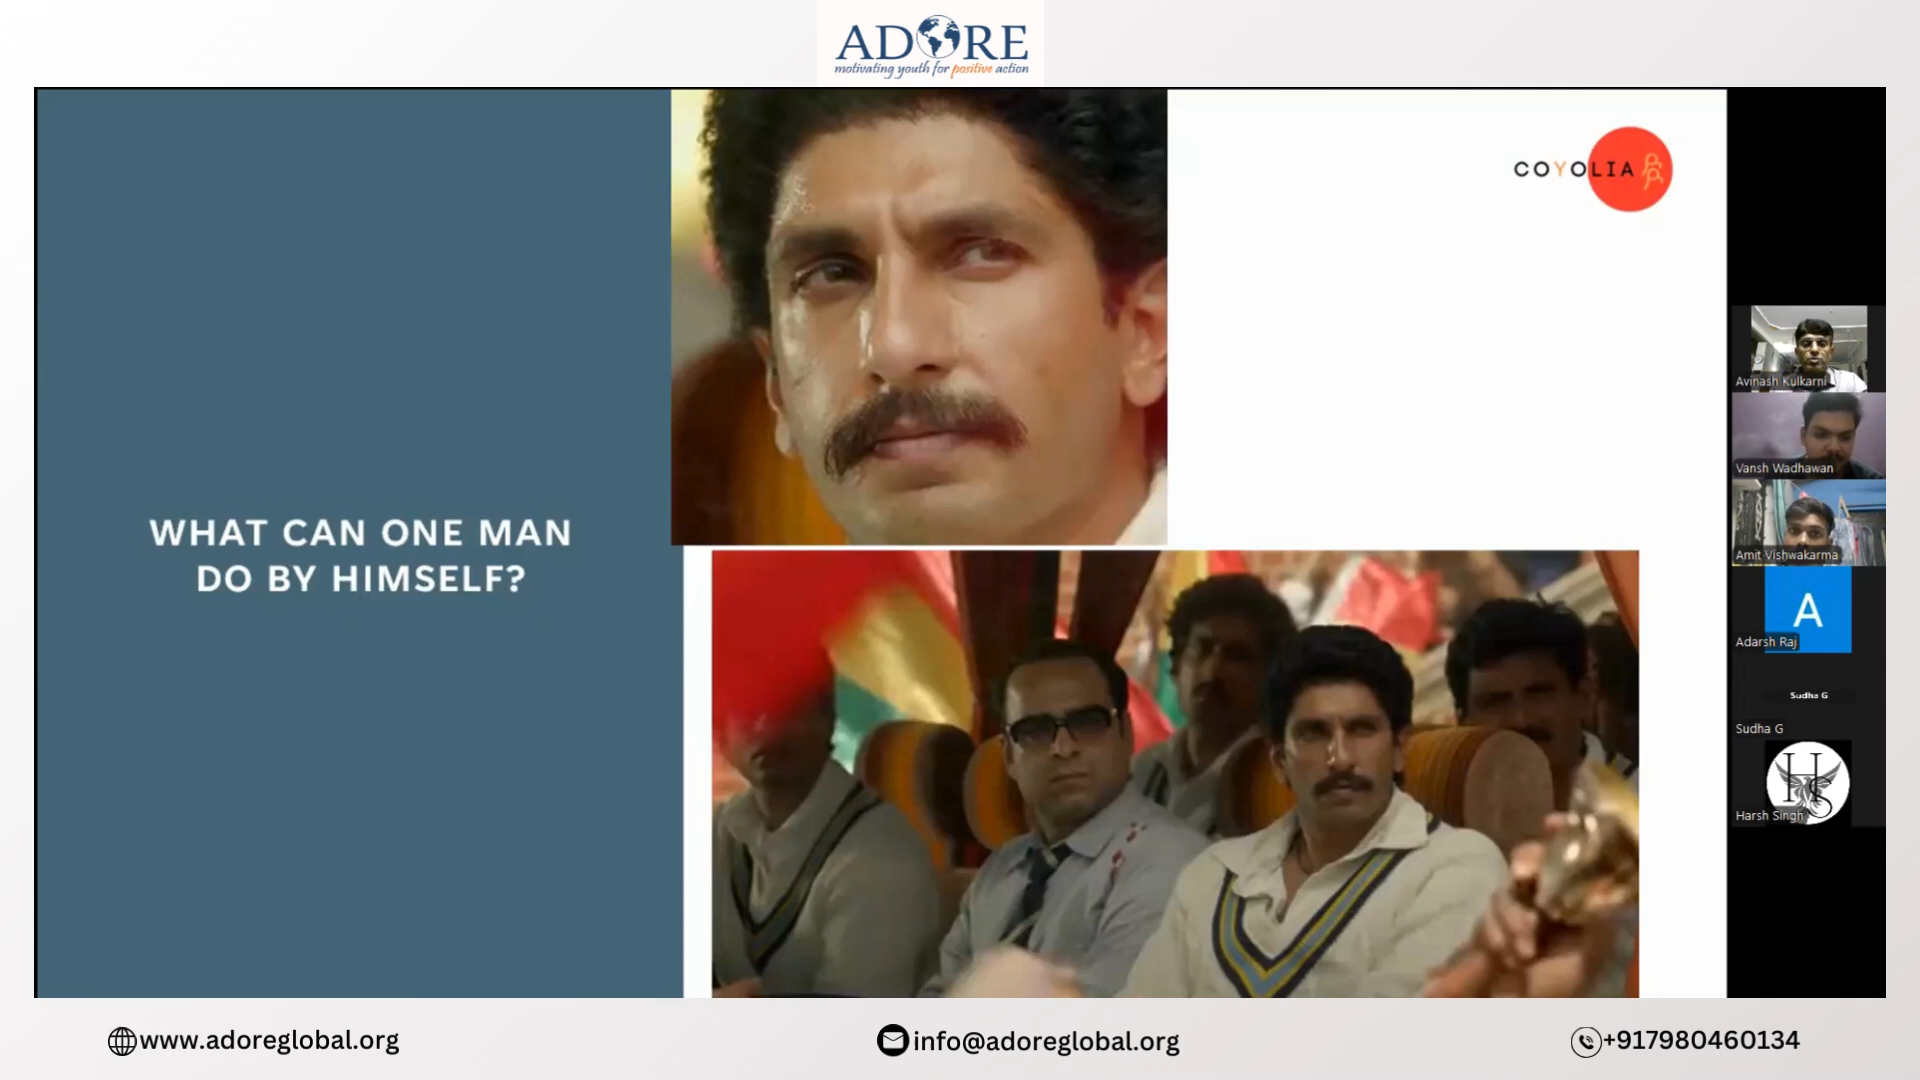 ADORE
motivating youth for positive action
COYOLIA
WHAT CAN ONE MAN
DO BY HIMSELF?
Avinash Kulkarni
Vansh Wadhawan
Amit Vishwakarma
A
Adarsh Raj
Sudha G
Sudha G
HS
Harsh Singh
www.adoreglobal.org
info@adoreglobal.org
+917980460134